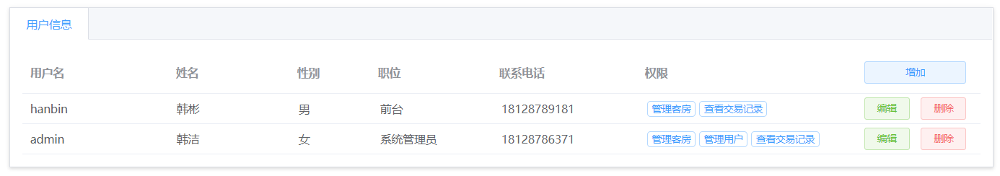 用户信息
用户名 姓名 性别 职位 联系电话 权限 增加
hanbin 韩彬 男 前台 18128789181 管理客房 查看交易记录 编辑 删除
admin 韩洁 女 系统管理员 18128786371 管理客房 管理用户 查看交易记录 编辑 删除